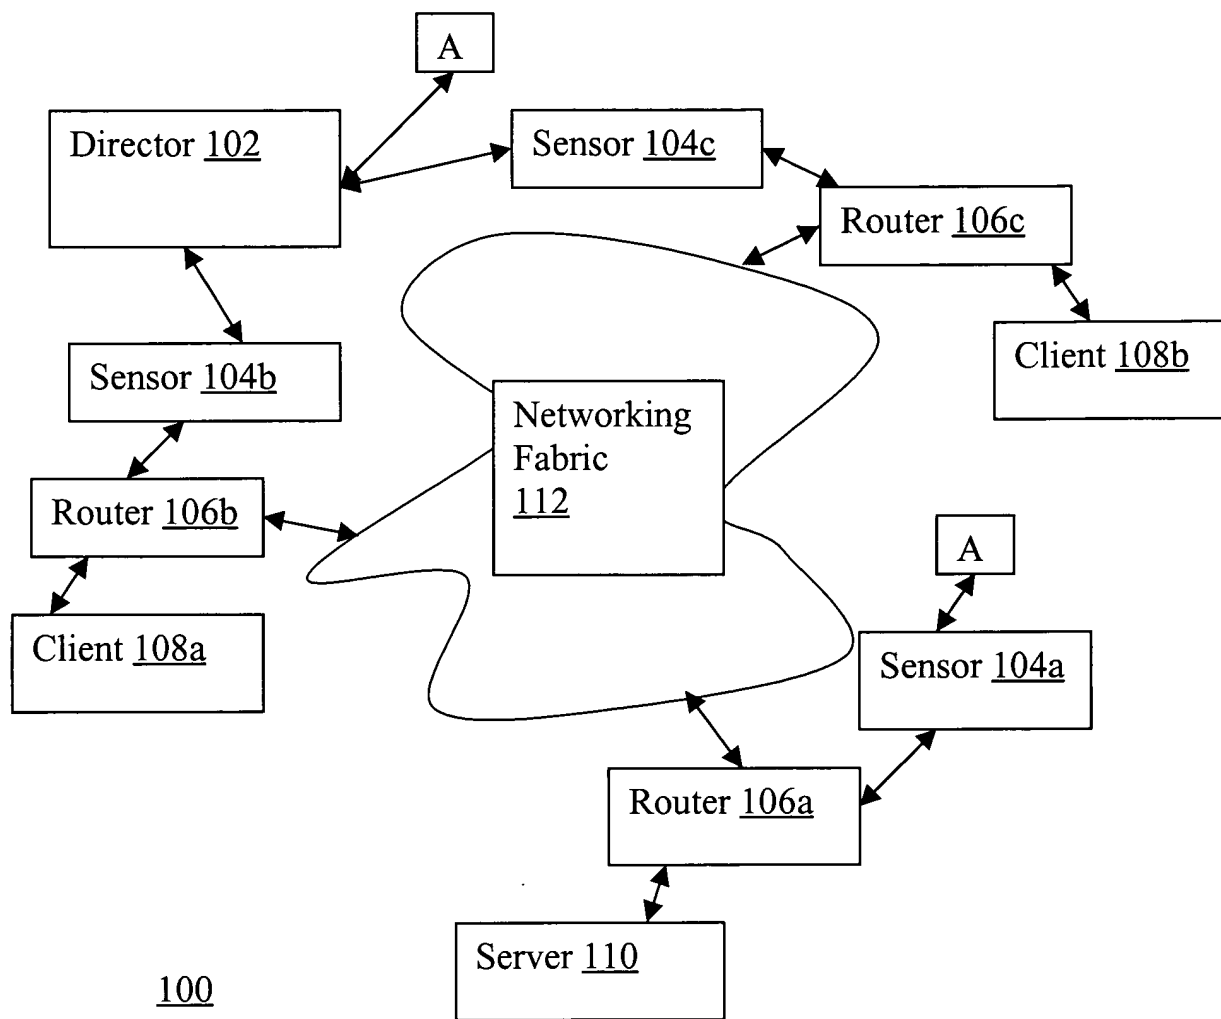 A
Director 102
Sensor 104c
Router 106c
Client 108b
Sensor 104b
Networking
Fabric
112
Router 106b
A
Client 108a
Sensor 104a
Router 106a
Server 110
100